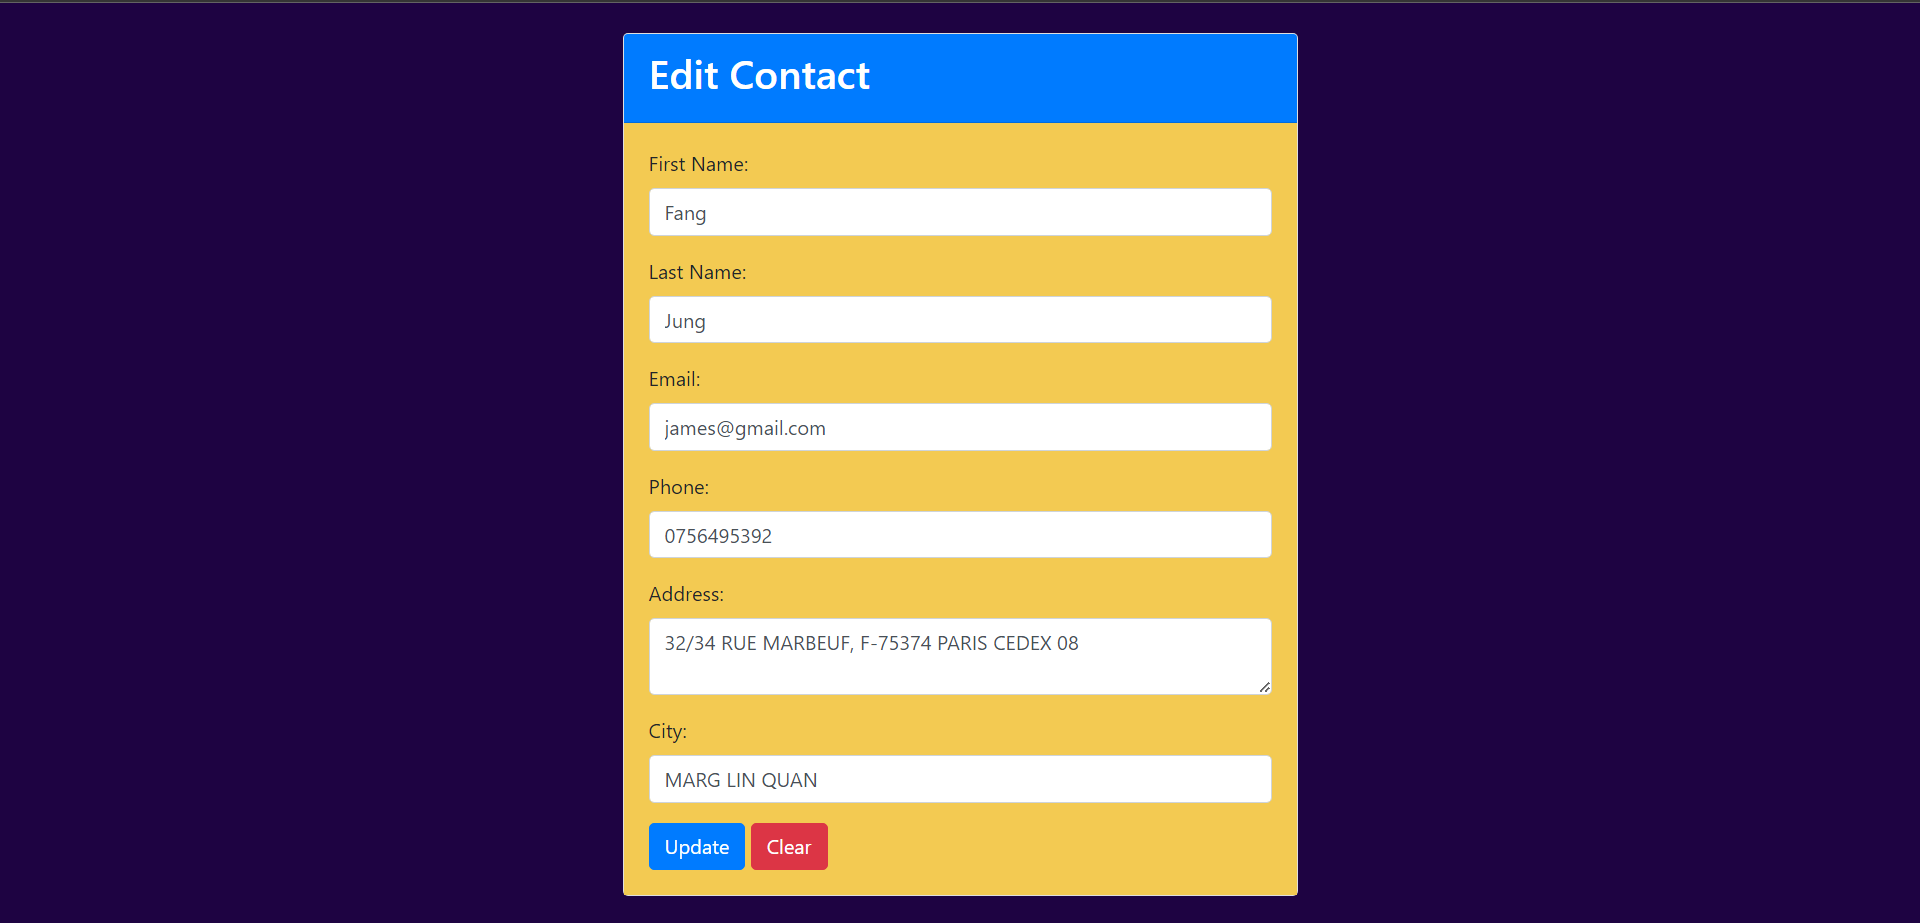 Edit Contact
First Name:
Fang
Last Name:
Jung
Email:
james@gmail.com
Phone:
0756495392
Address:
32/34 RUE MARBEUF, F-75374 PARIS CEDEX 08
City:
MARG LIN QUAN
Update Clear